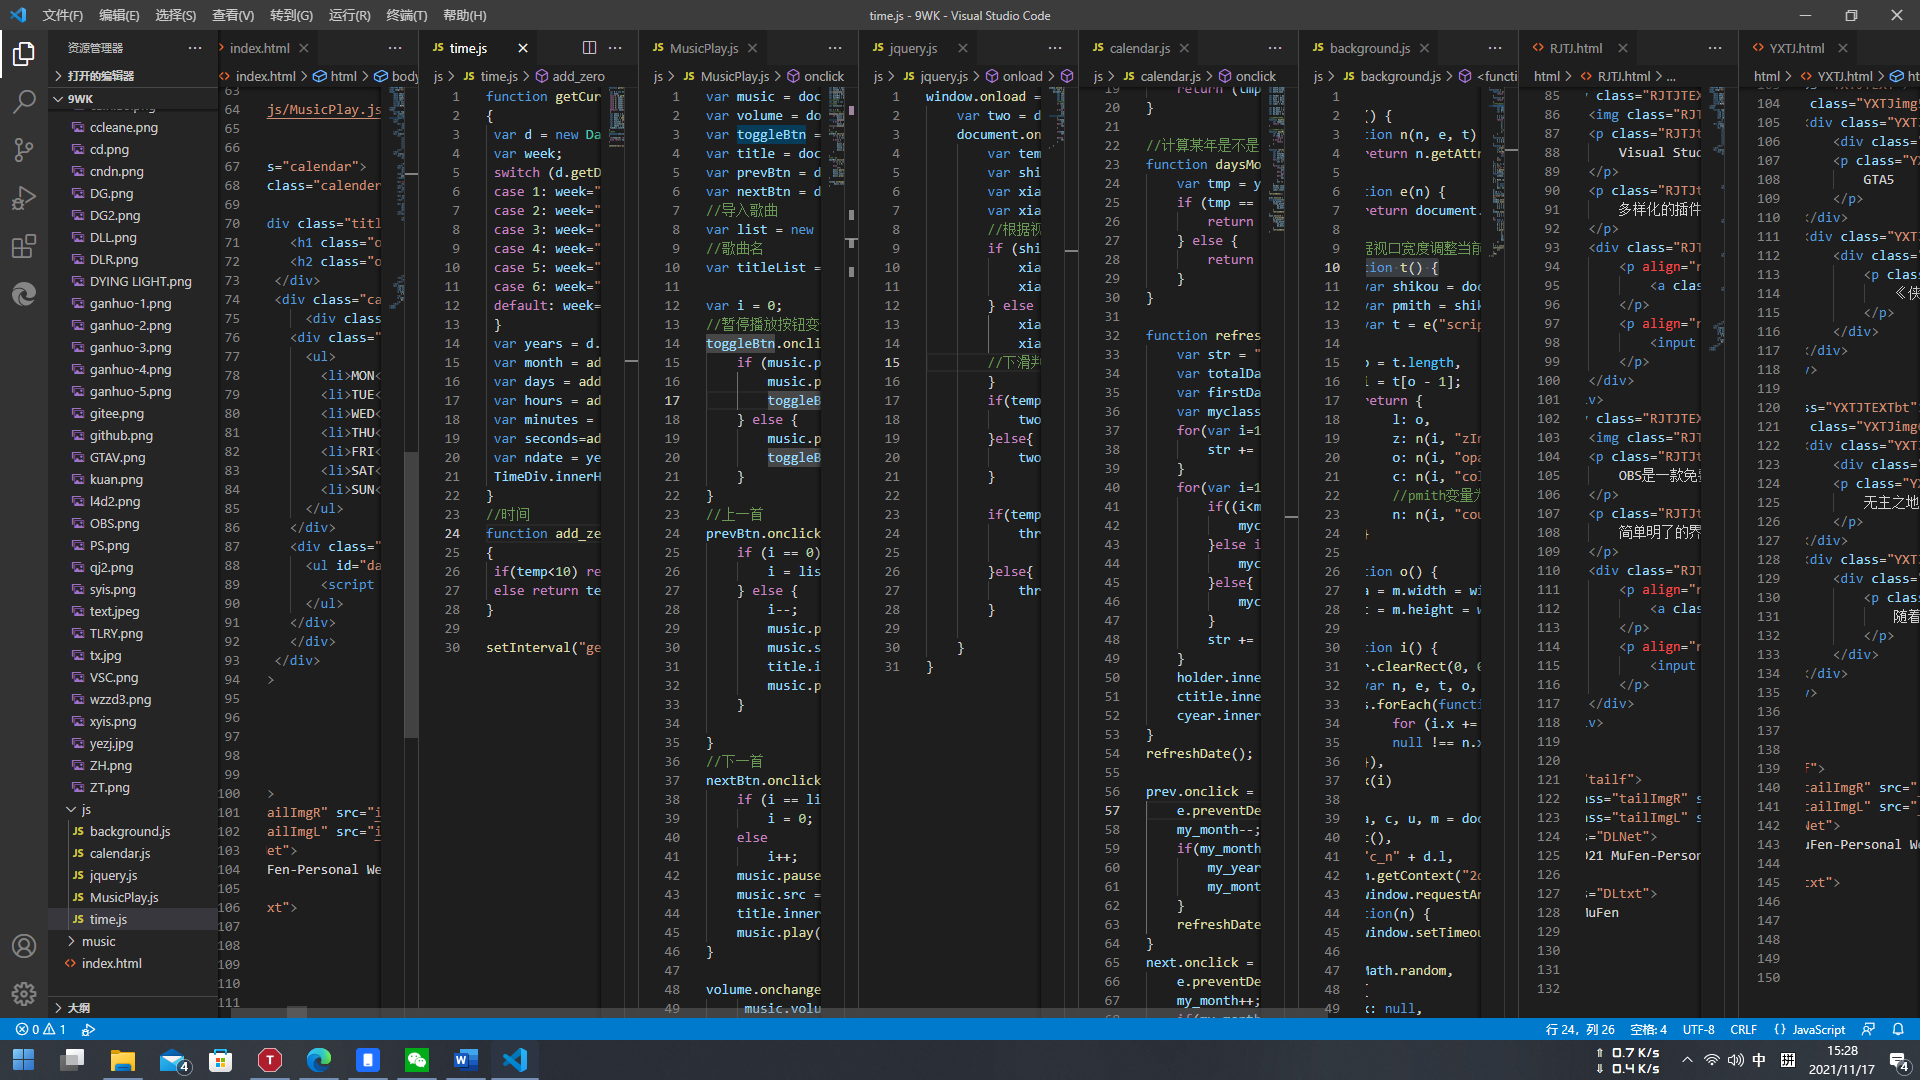 文件(F) 编辑(E) 选择(S) 查看(V) 转到(G) 运行(R) 终端(T) 帮助(H)
time.js - 9WK - Visual Studio Code
资源管理器
打开的编辑器
9WK
ccleane.png
cd.png
cndn.png
DG.png
DG2.png
DLL.png
DLR.png
DYING LIGHT.png
ganhuo-1.png
ganhuo-2.png
ganhuo-3.png
ganhuo-4.png
ganhuo-5.png
gitee.png
github.png
GTAV.png
kuan.png
l4d2.png
OBS.png
PS.png
qj2.png
syis.png
text.jpeg
TLRY.png
tx.jpg
VSC.png
wzzd3.png
xyis.png
yezj.jpg
ZH.png
ZT.png
js
background.js
calendar.js
jquery.js
MusicPlay.js
time.js
music
index.html
大纲
index.html
index.html > html > body
64 js/MusicPlay.js
65
66
67 s="calendar">
68 class="calender
69
70 div class="titl
71 <h1 class="o
72 <h2 class="o
73 </div>
74 <div class="ca
75 <div class
76 <div class="
77 <ul>
78 <li>MON<
79 <li>TUE<
80 <li>WED<
81 <li>THU<
82 <li>FRI<
83 <li>SAT<
84 <li>SUN<
85 </ul>
86 </div>
87 <div class="
88 <ul id="da
89 <script
90 </ul>
91 </div>
92 </div>
93 </div>
94 >
95
96
97
98
99
100 >
101 ailImgR" src="i
102 ailImgL" src="i
103 et">
104 Fen-Personal We
105
106 xt">
107
108
109
110
111
time.js
js > time.js > add_zero
1 function getCur
2 {
3 var d = new Da
4 var week;
5 switch (d.getD
6 case 1: week="
7 case 2: week="
8 case 3: week="
9 case 4: week="
10 case 5: week="
11 case 6: week="
12 default: week=
13 }
14 var years = d.
15 var month = ad
16 var days = add
17 var hours = ad
18 var minutes =
19 var seconds=ad
20 var ndate = ye
21 TimeDiv.innerH
22 }
23 //时间
24 function add_ze
25 {
26 if(temp<10) re
27 else return te
28 }
29
30 setInterval("ge
MusicPlay.js
js > MusicPlay.js > onclick
1 var music = doc
2 var volume = do
3 var toggleBtn =
4 var title = doc
5 var prevBtn = d
6 var nextBtn = d
7 //导入歌曲
8 var list = new
9 //歌曲名
10 var titleList =
11
12 var i = 0;
13 //暂停播放按钮变
14 toggleBtn.oncli
15 if (music.p
16 music.p
17 toggleB
18 } else {
19 music.p
20 toggleB
21 }
22 }
23 //上一首
24 prevBtn.onclick
25 if (i == 0)
26 i = lis
27 } else {
28 i--;
29 music.p
30 music.s
31 title.i
32 music.p
33 }
34
35 }
36 //下一首
37 nextBtn.onclick
38 if (i == li
39 i = 0;
40 else
41 i++;
42 music.pause
43 music.src =
44 title.inner
45 music.play(
46 }
47
48 volume.onchange
49 music.volu
jquery.js
js > jquery.js > onload >
1 window.onload =
2 var two = d
3 document.on
4 var tem
5 var shi
6 var xia
7 var xia
8 //根据视
9 if (shi
10 xia
11 xia
12 } else
13 xia
14 xia
15 //下滑判
16 }
17 if(temp
18 two
19 }else{
20 two
21 }
22
23 if(temp
24 thr
25
26 }else{
27 thr
28 }
29
30 }
31 }
calendar.js
js > calendar.js > onclick
19 return (tmp
20 }
21
22 //计算某年是不是
23 function daysMo
24 var tmp = y
25 if (tmp ==
26 return
27 } else {
28 return
29 }
30 }
31
32 function refres
33 var str = "
34 var totalDa
35 var firstDa
36 var myclass
37 for(var i=1
38 str +=
39 }
40 for(var i=1
41 if((i<m
42 myc
43 }else i
44 myc
45 }else{
46 myc
47 }
48 str +=
49 }
50 holder.inne
51 ctitle.inne
52 cyear.inner
53 }
54 refreshDate();
55
56 prev.onclick =
57 e.preventDe
58 my_month--;
59 if(my_month
60 my_year
61 my_mont
62 }
63 refreshDate
64 }
65 next.onclick =
66 e.preventDe
67 my_month++;
background.js
js > background.js > <functi
1
2 () {
3 tion n(n, e, t)
4 return n.getAttr
5
6 tion e(n) {
7 return document.
8
9 据视口宽度调整当前
10 tion t() {
11 var shikou = doc
12 var pmith = shik
13 var t = e("scrip
14
15 o = t.length,
16 i = t[o - 1];
17 return {
18 l: o,
19 z: n(i, "zIn
20 o: n(i, "opa
21 c: n(i, "col
22 //pmith变量为
23 n: n(i, "cou
24 }
25
26 tion o() {
27 a = m.width = wi
28 c = m.height = w
29
30 tion i() {
31 r.clearRect(0, 0
32 var n, e, t, o,
33 s.forEach(functi
34 for (i.x +=
35 null !== n.x
36 }),
37 x(i)
38
39 a, c, u, m = doc
40 t(),
41 "c_n" + d.l,
42 m.getContext("2d
43 window.requestAn
44 tion(n) {
45 window.setTimeou
46
47 Math.random,
48
49 x: null,
RJTJ.html
html > RJTJ.html > ...
85 class="RJTJTEX
86 <img class="RJ
87 <p class="RJTJt
88 Visual Stud
89 </p>
90 <p class="RJTJt
91 多样化的插件
92 </p>
93 <div class="RJT
94 <p align="r
95 <a clas
96 </p>
97 <p align="r
98 <input
99 </p>
100 </div>
101 iv>
102 class="RJTJTEX
103 <img class="RJ
104 <p class="RJTJt
105 OBS是一款免费
106 </p>
107 <p class="RJTJt
108 简单明了的界
109 </p>
110 <div class="RJT
111 <p align="r
112 <a clas
113 </p>
114 <p align="r
115 <input
116 </p>
117 </div>
118 iv>
119
120
121 "tailf">
122 ass="tailImgR" s
123 ass="tailImgL" s
124 s="DLNet">
125 021 MuFen-Person
126
127 s="DLtxt">
128 MuFen
129
130
131
132
YXTJ.html
html > YXTJ.html > ht
104 class="YXTJimg
105 <div class="YXT
106 <div class=
107 <p class="Y
108 GTA5
109 </p>
110 </div>
111 <div class="YXT
112 <div class=
113 <p clas
114 《侠
115 </p>
116 </div>
117 </div>
118 v>
119
120 ss="YXTJTEXTbt">
121 class="YXTJimg
122 <div class="YXT
123 <div class=
124 <p class="Y
125 无主之地
126 </p>
127 </div>
128 <div class="YXT
129 <div class=
130 <p clas
131 随着
132 </p>
133 </div>
134 </div>
135 v>
136
137
138
139 f">
140 tailImgR" src="
141 tailImgL" src="
142 Net">
143 uFen-Personal We
144
145 txt">
146
147
148
149
150
0 1
行 24，列 26 空格: 4 UTF-8 CRLF {} JavaScript
4
0.7 K/s
0.4 K/s
中 拼
15:28
2021/11/17
4